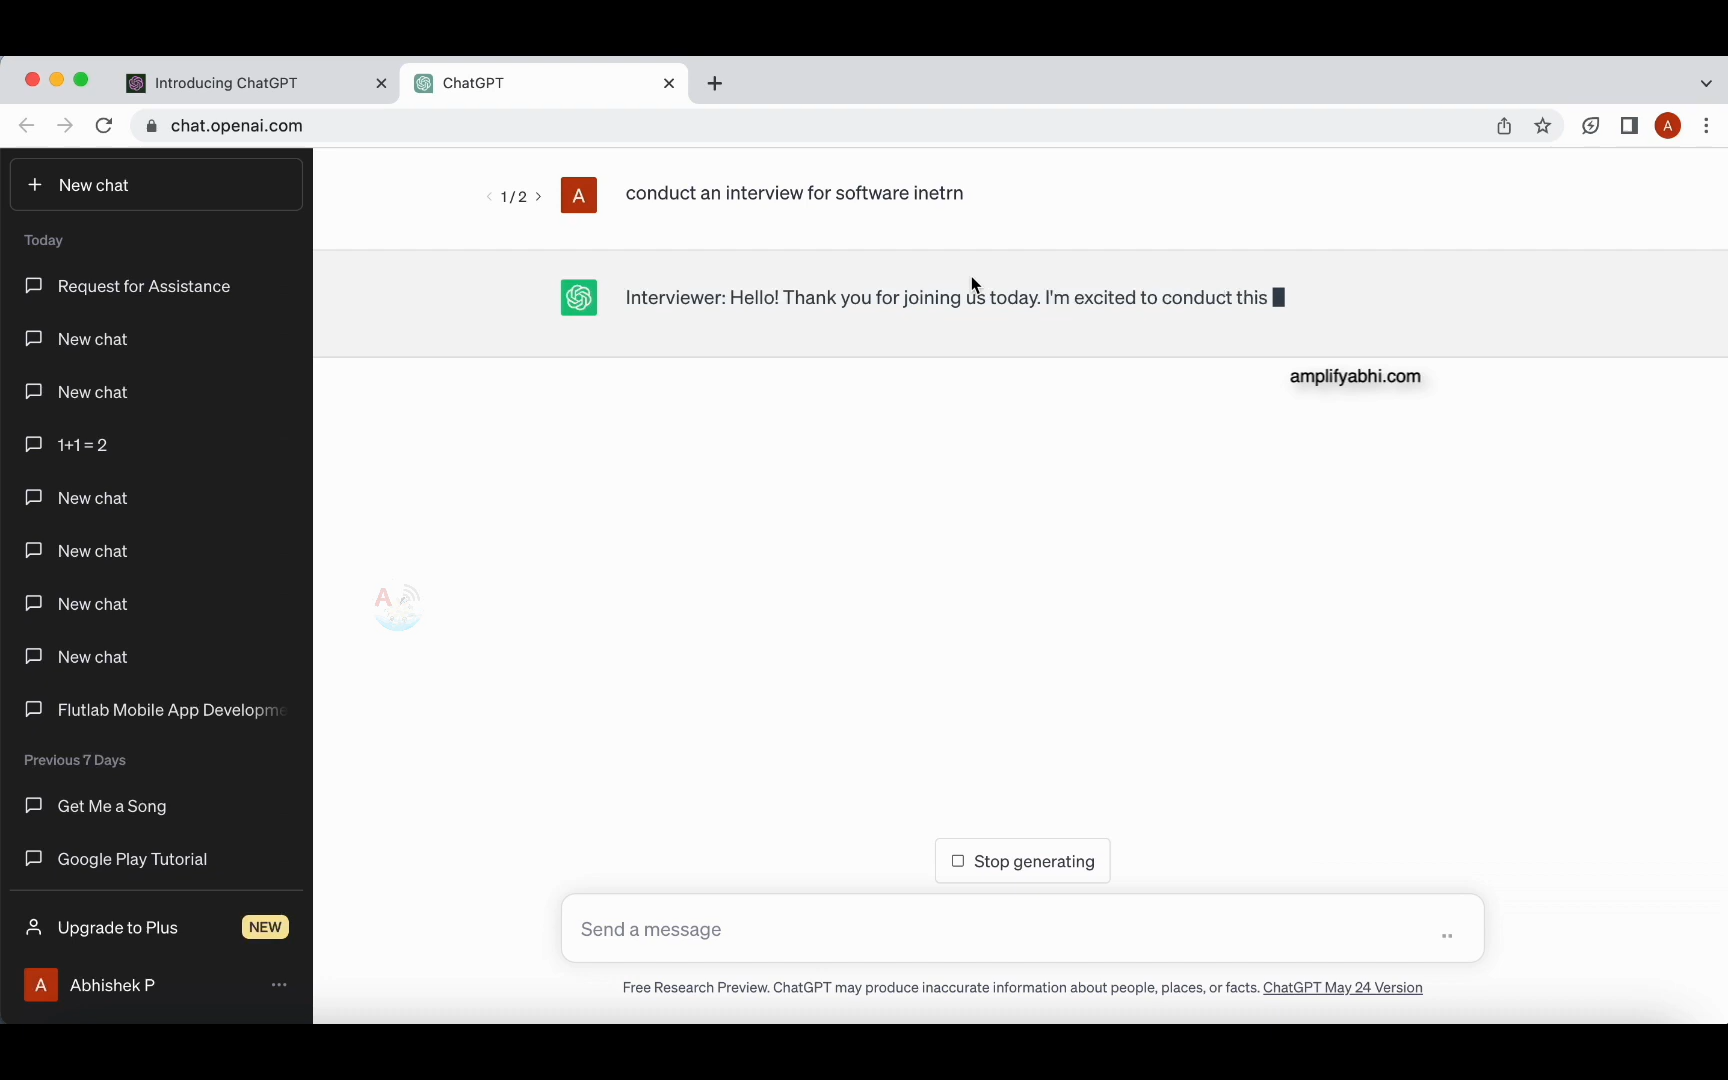 Introducing ChatGPT
ChatGPT
chat.openai.com
A
New chat
Today
Request for Assistance
New chat
New chat
1+1 = 2
New chat
New chat
New chat
New chat
Flutlab Mobile App Developme
Previous 7 Days
Get Me a Song
Google Play Tutorial
Upgrade to Plus
NEW
A
Abhishek P
1 / 2
A
conduct an interview for software inetrn
Interviewer: Hello! Thank you for joining us today. I'm excited to conduct this
amplifyabhi.com
A
Stop generating
Send a message
Free Research Preview. ChatGPT may produce inaccurate information about people, places, or facts. ChatGPT May 24 Version